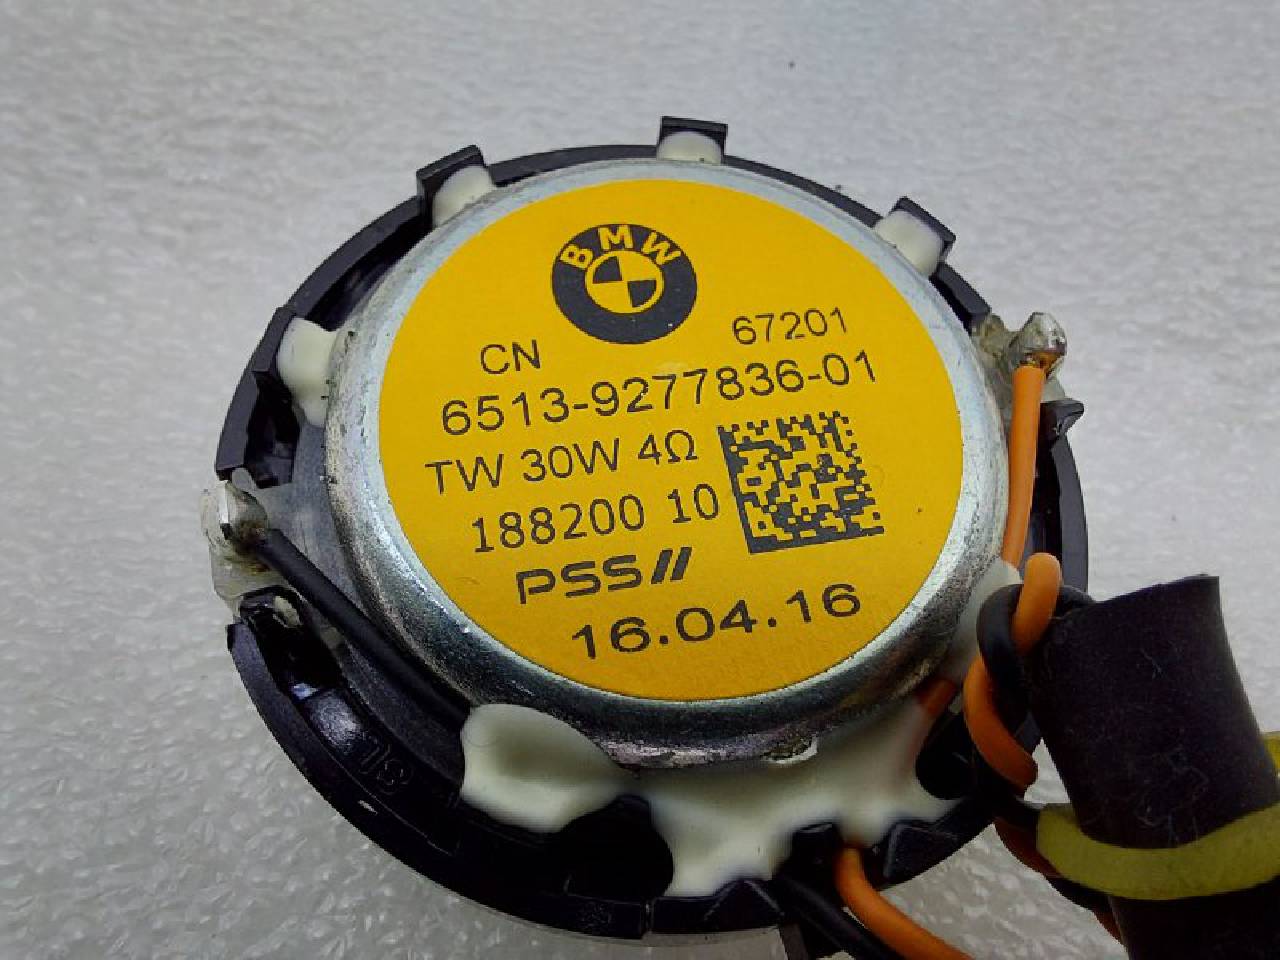 BMW
CN 67201
6513-9277836-01
TW 30W 4Ω
188200 10
PSS//
16.04.16